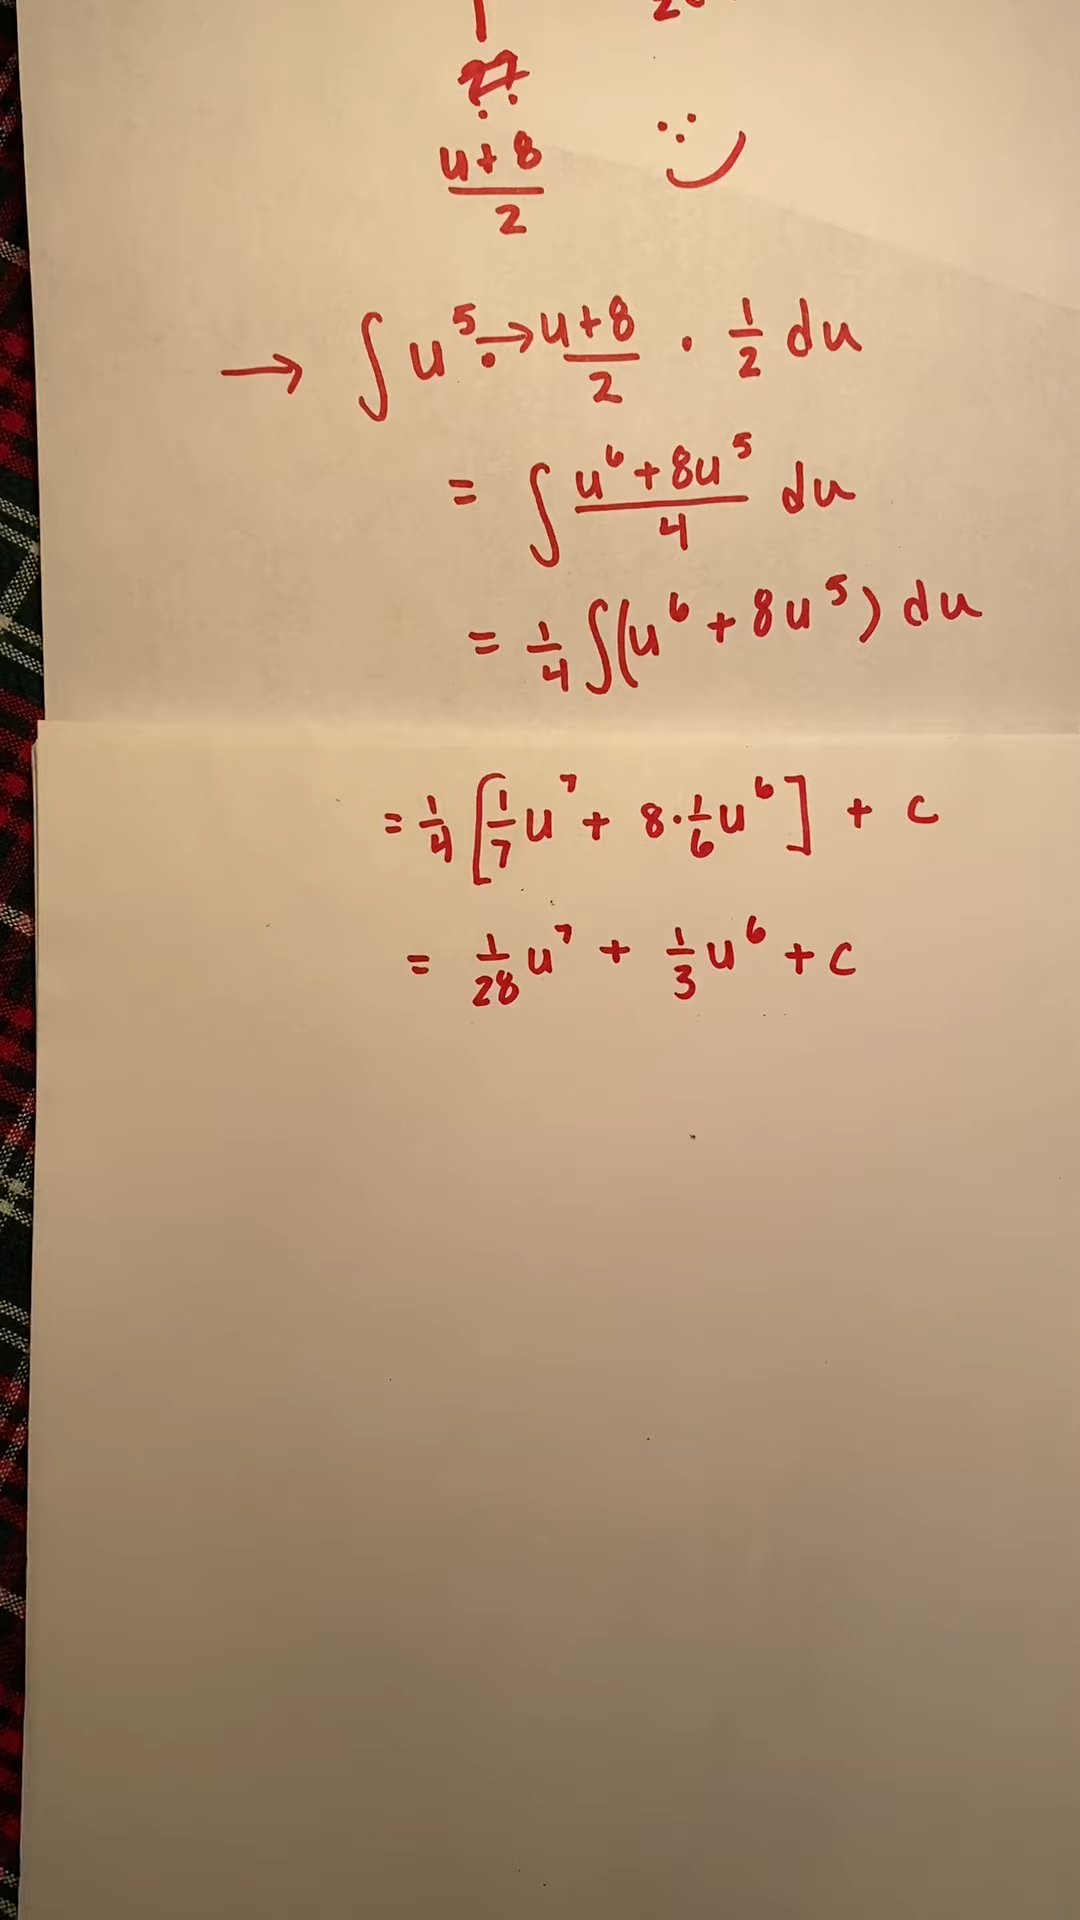 ??
u+8
2
→ ∫ u⁵ · → u+8/2 · 1/2 du
= ∫ u⁶+8u⁵/4 du
= 1/4 ∫(u⁶ + 8u⁵) du
= 1/4 [1/7 u⁷ + 8·1/6 u⁶] + c
= 1/28 u⁷ + 1/3 u⁶ + c